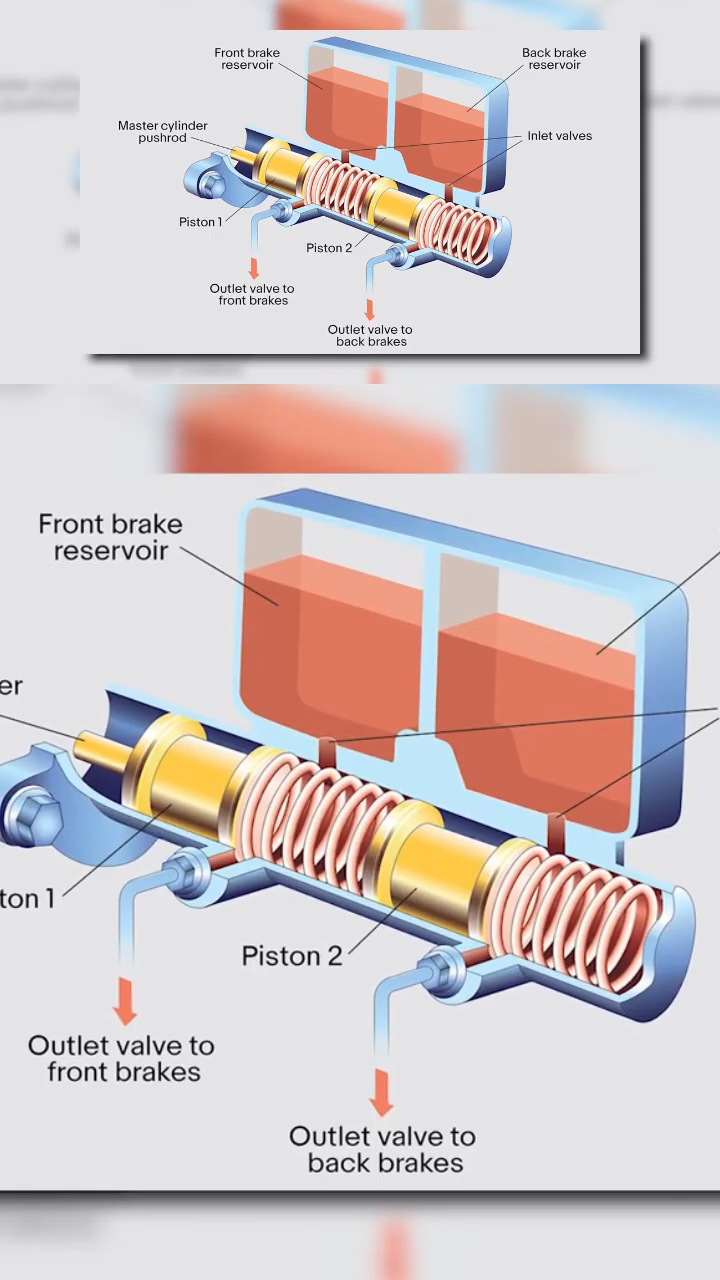 Front brake
reservoir
Back brake
reservoir
Master cylinder
pushrod
Inlet valves
Piston 1
Piston 2
Outlet valve to
front brakes
Outlet valve to
back brakes
Front brake
reservoir
er
ton 1
Piston 2
Outlet valve to
front brakes
Outlet valve to
back brakes